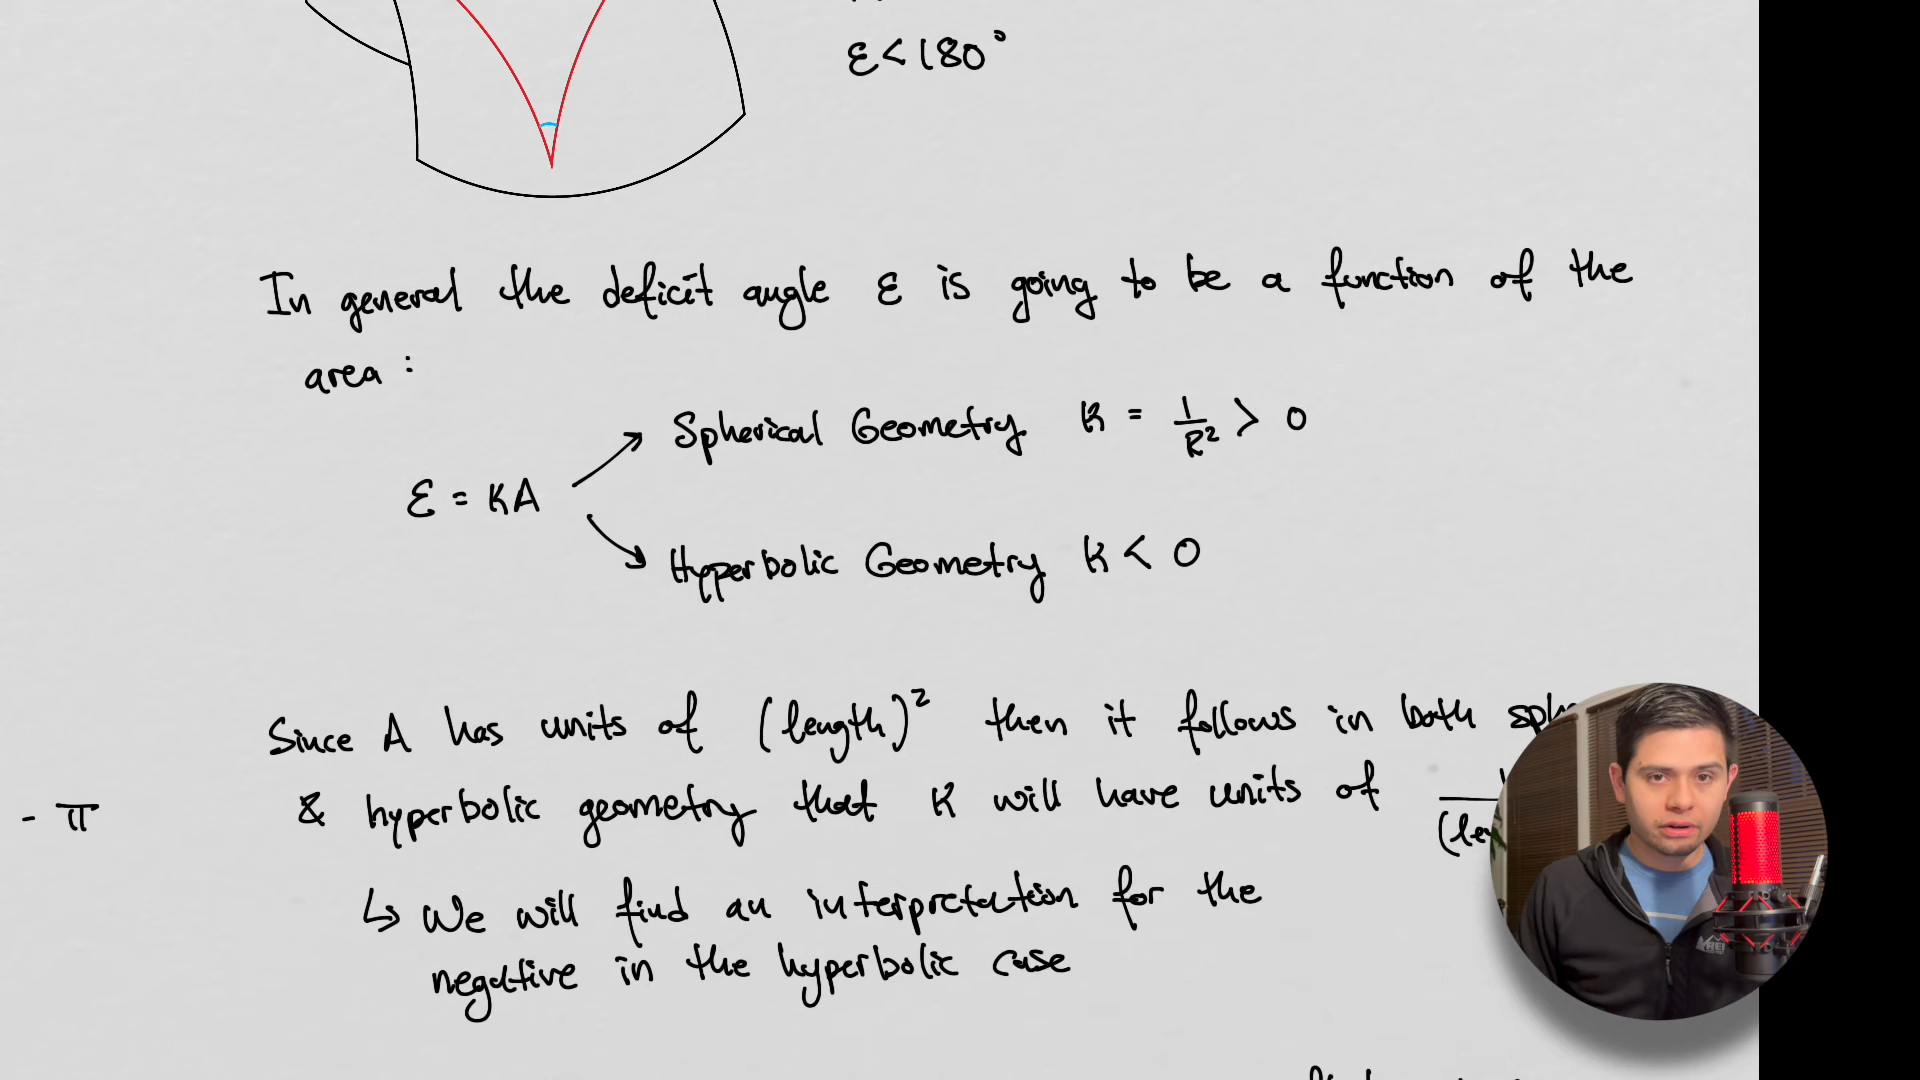 ε < 180°
In general the deficit angle ε is going to be a function of the
area :
Spherical Geometry K = 1/R² > 0
ε = KA
Hyperbolic Geometry K < 0
Since A has units of (length)² then it follows in both
- π
& hyperbolic geometry that K will have units of
↳ We will find an interpretation for the
negative in the hyperbolic case
REI